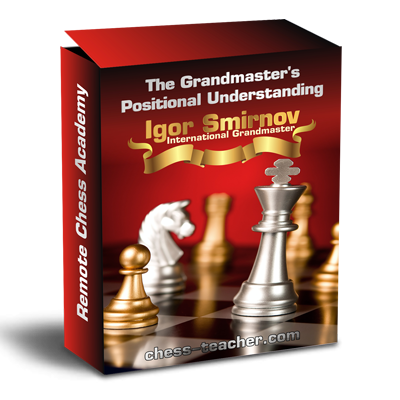 The Grandmaster's
Positional Understanding
Igor Smirnov
International Grandmaster
Remote Chess Academy
chess-teacher.com